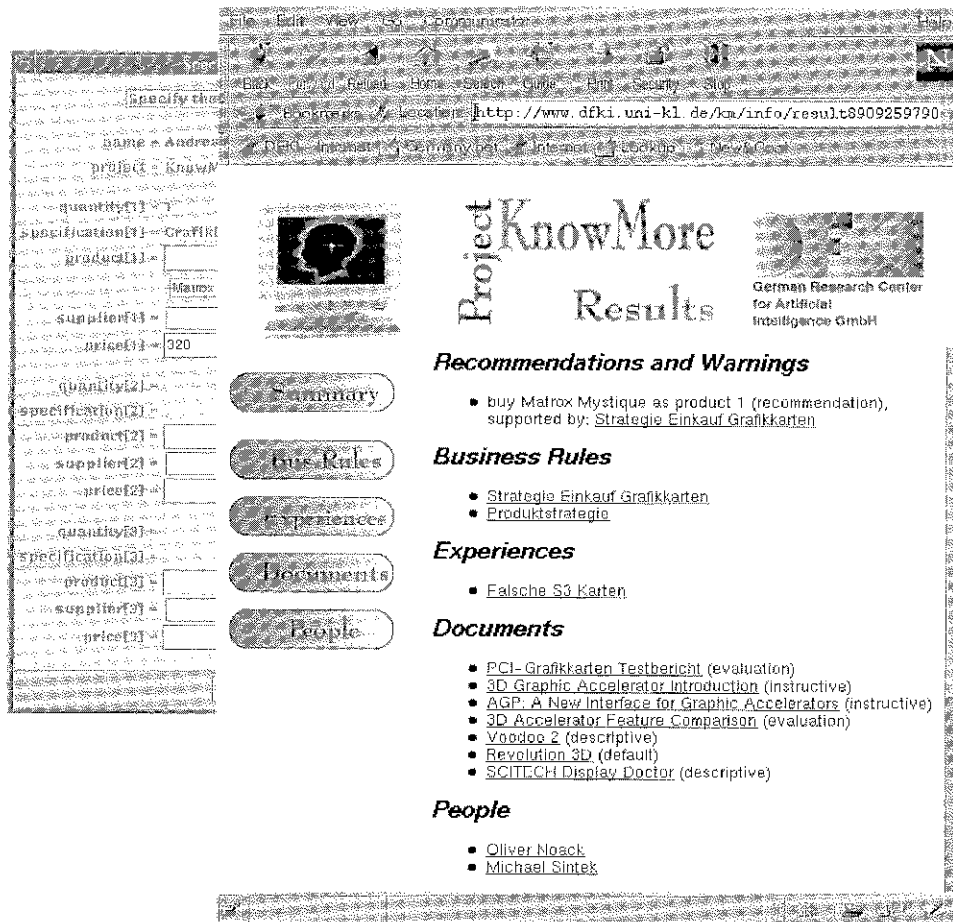 Specify
name = Andrea
project = KnowM
quantity[1] = 1
specification[1] = Grafik
product[1] =
Matrox
supplier[1] =
price[1] = 320
quantity[2] =
specification[2] =
product[2] =
supplier[2] =
price[2] =
quantity[3] =
specification[3] =
product[3] =
supplier[3] =
price[3] =
File Edit View Go Communicator Help
Back Reload Home Search Guide Print Security Stop
Bookmarks Location: http://www.dfki.uni-kl.de/km/info/result8909259790
Internet Lookup New&Cool
N
Project KnowMore
Results
German Research Center
for Artificial
Intelligence GmbH
Summary
bus.Rules
Experiences
Documents
People
Recommendations and Warnings
• buy Matrox Mystique as product 1 (recommendation),
supported by: Strategie Einkauf Grafikkarten
Business Rules
• Strategie Einkauf Grafikkarten
• Produktstrategie
Experiences
• Falsche S3 Karten
Documents
• PCI-Grafikkarten Testbericht (evaluation)
• 3D Graphic Accelerator Introduction (instructive)
• AGP: A New Interface for Graphic Accelerators (instructive)
• 3D Accelerator Feature Comparison (evaluation)
• Voodoo 2 (descriptive)
• Revolution 3D (default)
• SCITECH Display Doctor (descriptive)
People
• Oliver Noack
• Michael Sintek